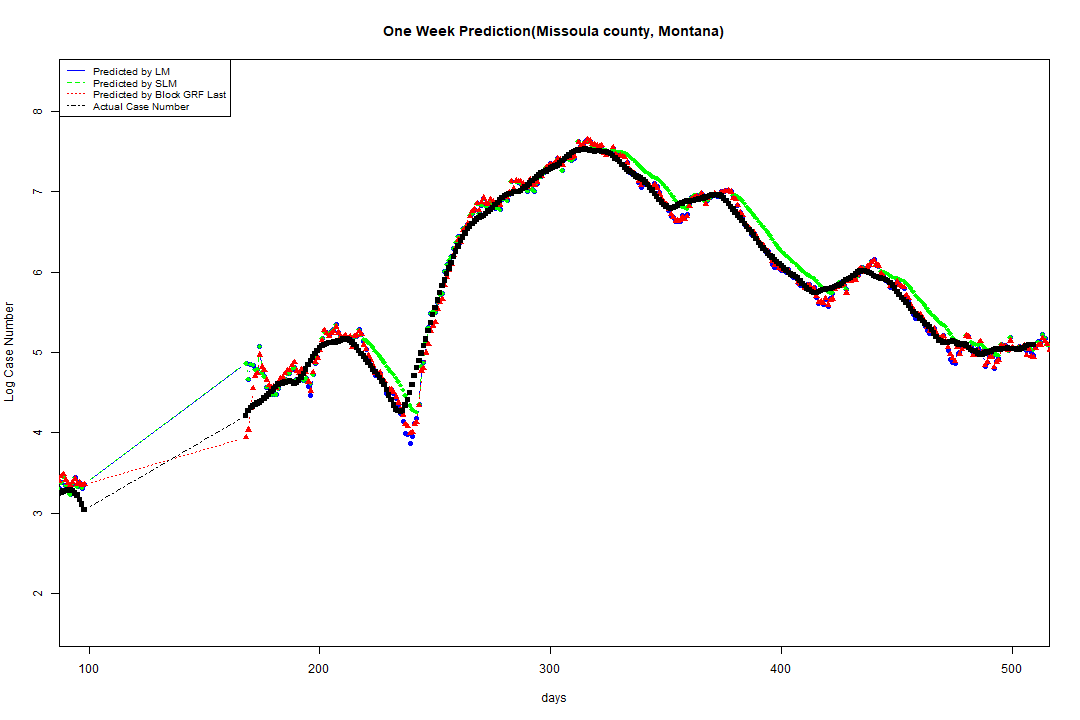 One Week Prediction(Missoula county, Montana)
Predicted by LM
Predicted by SLM
Predicted by Block GRF Last
Actual Case Number
8
7
6
5
4
3
2
Log Case Number
100 200 300 400 500
days